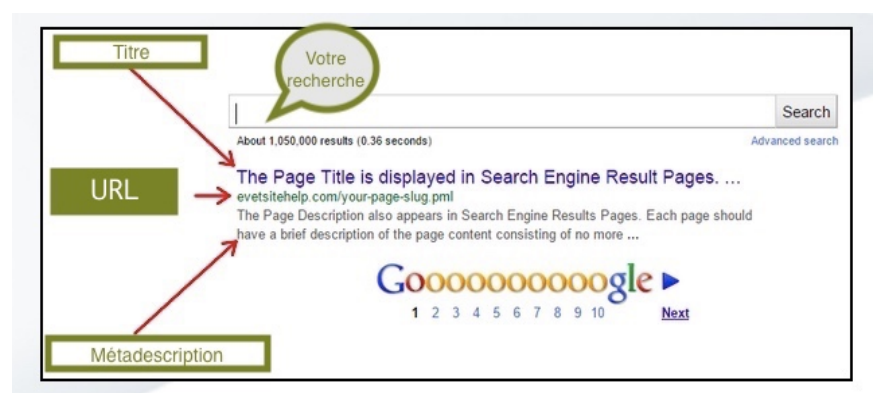 Titre
Votre
recherche
Search
About 1,050,000 results (0.36 seconds)
Advanced search
The Page Title is displayed in Search Engine Result Pages. ...
URL
evetsitehelp.com/your-page-slug.pml
The Page Description also appears in Search Engine Results Pages. Each page should
have a brief description of the page content consisting of no more ...
Goooooooooogle
1 2 3 4 5 6 7 8 9 10 Next
Métadescription